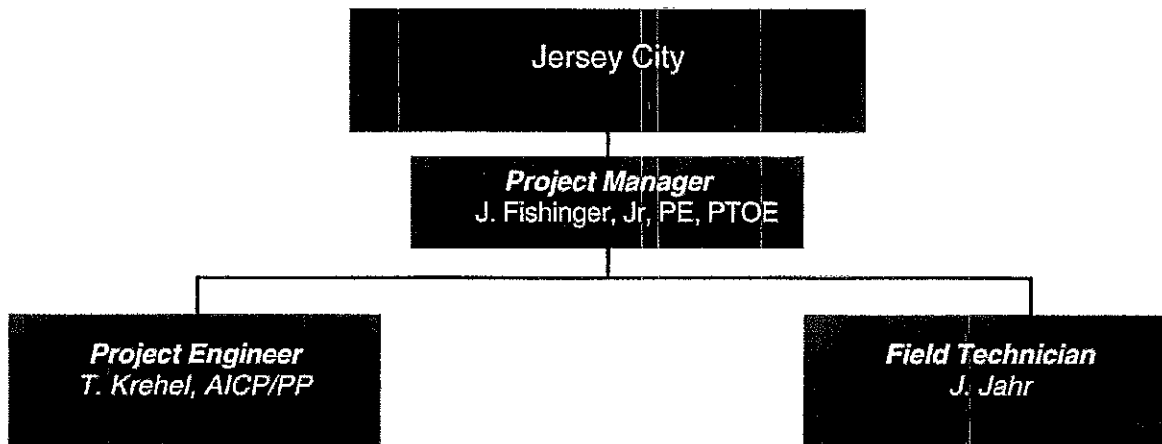 Jersey City
Project Manager
J. Fishinger, Jr, PE, PTOE
Project Engineer
T. Krehel, AICP/PP
Field Technician
J. Jahr